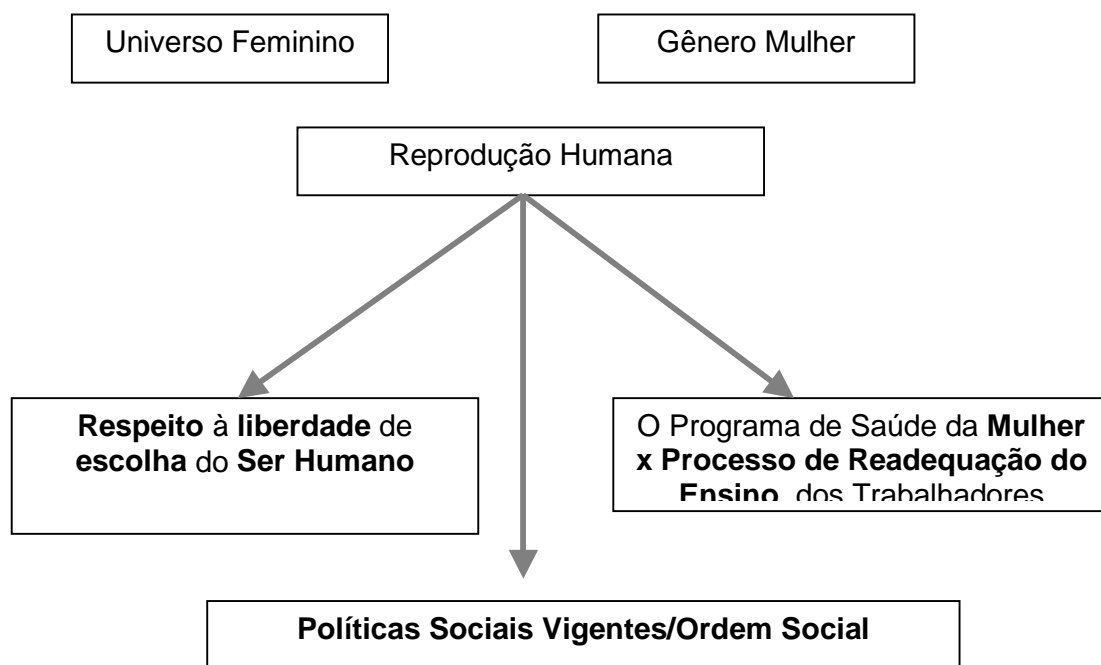 Universo Feminino
Gênero Mulher
Reprodução Humana
Respeito à liberdade de
escolha do Ser Humano
O Programa de Saúde da Mulher
x Processo de Readequação do
Ensino dos Trabalhadores
Políticas Sociais Vigentes/Ordem Social